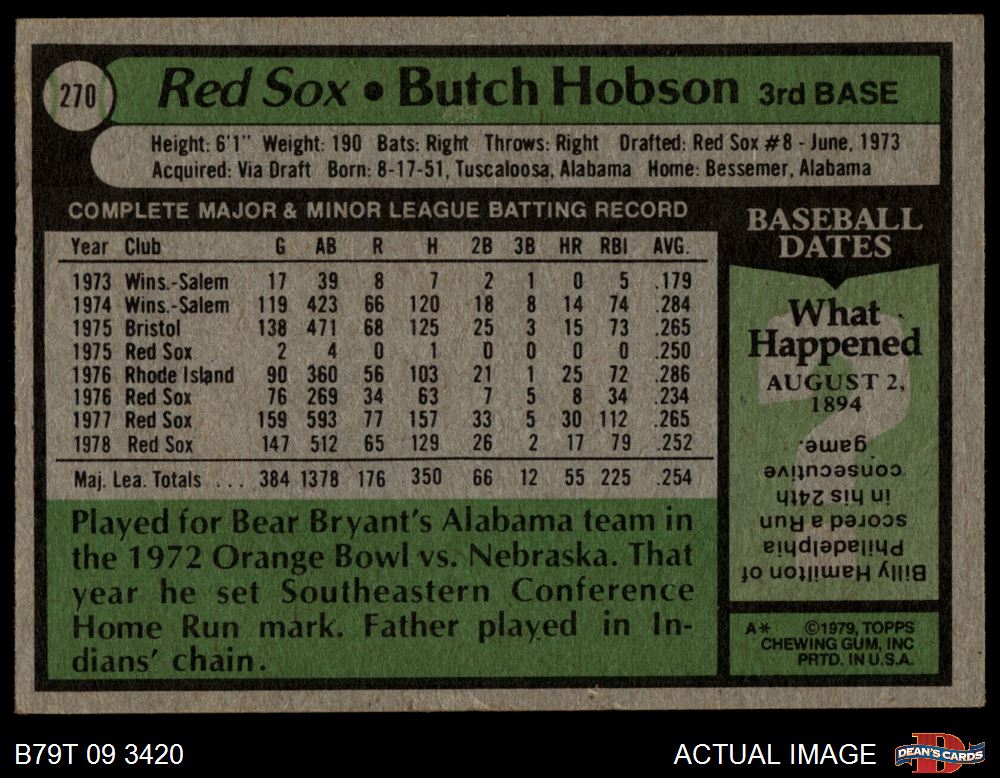 270
Red Sox • Butch Hobson 3rd BASE
Height: 6'1" Weight: 190 Bats: Right Throws: Right Drafted: Red Sox #8 - June, 1973
Acquired: Via Draft Born: 8-17-51, Tuscaloosa, Alabama Home: Bessemer, Alabama
COMPLETE MAJOR & MINOR LEAGUE BATTING RECORD
Year Club G AB R H 2B 3B HR RBI AVG.
1973 Wins.-Salem 17 39 8 7 2 1 0 5 .179
1974 Wins.-Salem 119 423 66 120 18 8 14 74 .284
1975 Bristol 138 471 68 125 25 3 15 73 .265
1975 Red Sox 2 4 0 1 0 0 0 0 .250
1976 Rhode Island 90 360 56 103 21 1 25 72 .286
1976 Red Sox 76 269 34 63 7 5 8 34 .234
1977 Red Sox 159 593 77 157 33 5 30 112 .265
1978 Red Sox 147 512 65 129 26 2 17 79 .252
Maj. Lea. Totals ... 384 1378 176 350 66 12 55 225 .254
Played for Bear Bryant's Alabama team in
the 1972 Orange Bowl vs. Nebraska. That
year he set Southeastern Conference
Home Run mark. Father played in In-
dians' chain.
BASEBALL
DATES
What
Happened
AUGUST 2,
1894
?
Billy Hamilton of
Philadelphia
scored a Run
in his 24th
consecutive
game.
A* ©1979, TOPPS
CHEWING GUM, INC
PRTD. IN U.S.A.
B79T 09 3420
ACTUAL IMAGE
D
DEAN'S CARDS